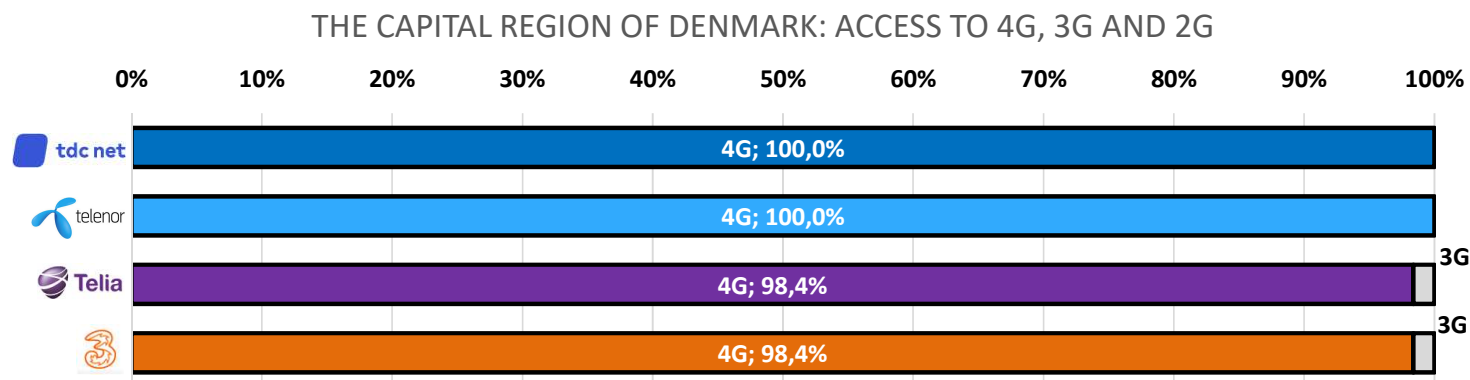 THE CAPITAL REGION OF DENMARK: ACCESS TO 4G, 3G AND 2G
0% 10% 20% 30% 40% 50% 60% 70% 80% 90% 100%
tdc net 4G; 100,0%
telenor 4G; 100,0%
3G
Telia 4G; 98,4%
3G
3 4G; 98,4%